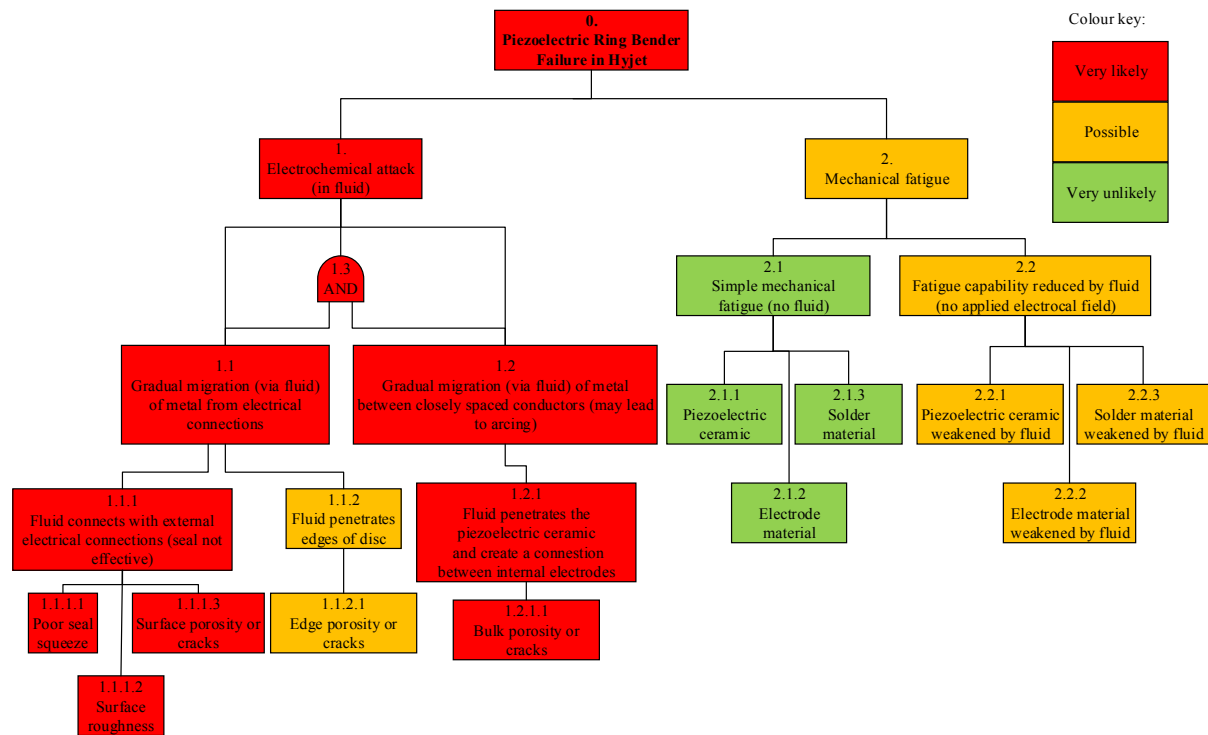 0.
Piezoelectric Ring Bender
Failure in Hyjet
Colour key:
Very likely
Possible
Very unlikely
1.
Electrochemical attack
(in fluid)
2.
Mechanical fatigue
1.3
AND
2.1
Simple mechanical
fatigue (no fluid)
2.2
Fatigue capability reduced by fluid
(no applied electrocal field)
1.1
Gradual migration (via fluid)
of metal from electrical
connections
1.2
Gradual migration (via fluid) of metal
between closely spaced conductors (may lead
to arcing)
2.1.1
Piezoelectric
ceramic
2.1.3
Solder
material
2.2.1
Piezoelectric ceramic
weakened by fluid
2.2.3
Solder material
weakened by fluid
1.1.1
Fluid connects with external
electrical connections (seal not
effective)
1.1.2
Fluid penetrates
edges of disc
1.2.1
Fluid penetrates the
piezoelectric ceramic
and create a connestion
between internal electrodes
2.1.2
Electrode
material
2.2.2
Electrode material
weakened by fluid
1.1.1.1
Poor seal
squeeze
1.1.1.3
Surface porosity or
cracks
1.1.2.1
Edge porosity or
cracks
1.2.1.1
Bulk porosity or
cracks
1.1.1.2
Surface
roughness